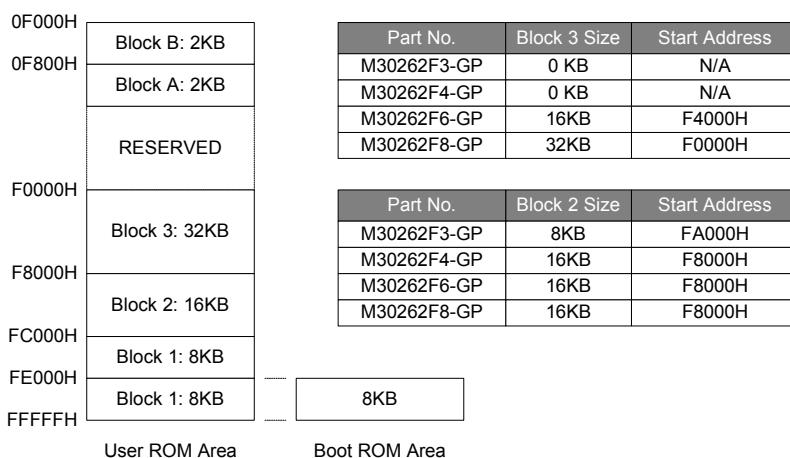 0F000H
Block B: 2KB
0F800H
Block A: 2KB
RESERVED
F0000H
Block 3: 32KB
F8000H
Block 2: 16KB
FC000H
Block 1: 8KB
FE000H
Block 1: 8KB
FFFFFH
User ROM Area
8KB
Boot ROM Area
Part No. Block 3 Size Start Address
M30262F3-GP 0 KB N/A
M30262F4-GP 0 KB N/A
M30262F6-GP 16KB F4000H
M30262F8-GP 32KB F0000H
Part No. Block 2 Size Start Address
M30262F3-GP 8KB FA000H
M30262F4-GP 16KB F8000H
M30262F6-GP 16KB F8000H
M30262F8-GP 16KB F8000H